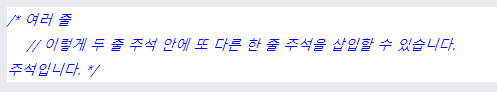 /* 여러 줄
// 이렇게 두 줄 주석 안에 또 다른 한 줄 주석을 삽입할 수 있습니다.
주석입니다. */